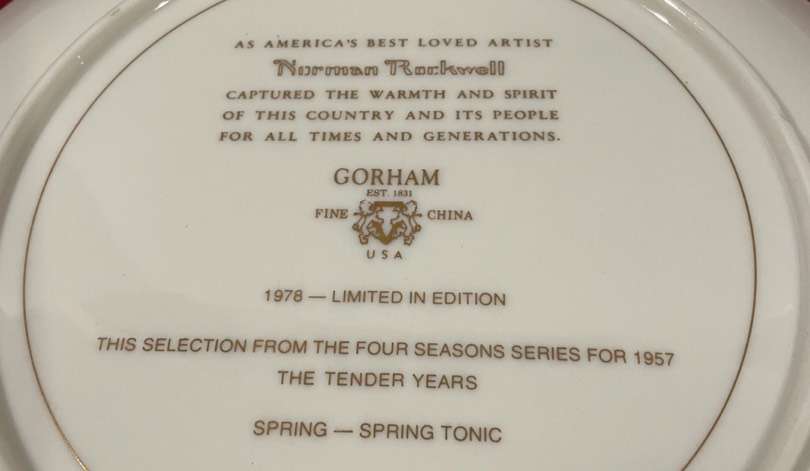 AS AMERICA'S BEST LOVED ARTIST
Norman Rockwell
CAPTURED THE WARMTH AND SPIRIT
OF THIS COUNTRY AND ITS PEOPLE
FOR ALL TIMES AND GENERATIONS.
GORHAM
EST. 1831
FINE CHINA
USA
1978 — LIMITED IN EDITION
THIS SELECTION FROM THE FOUR SEASONS SERIES FOR 1957
THE TENDER YEARS
SPRING — SPRING TONIC